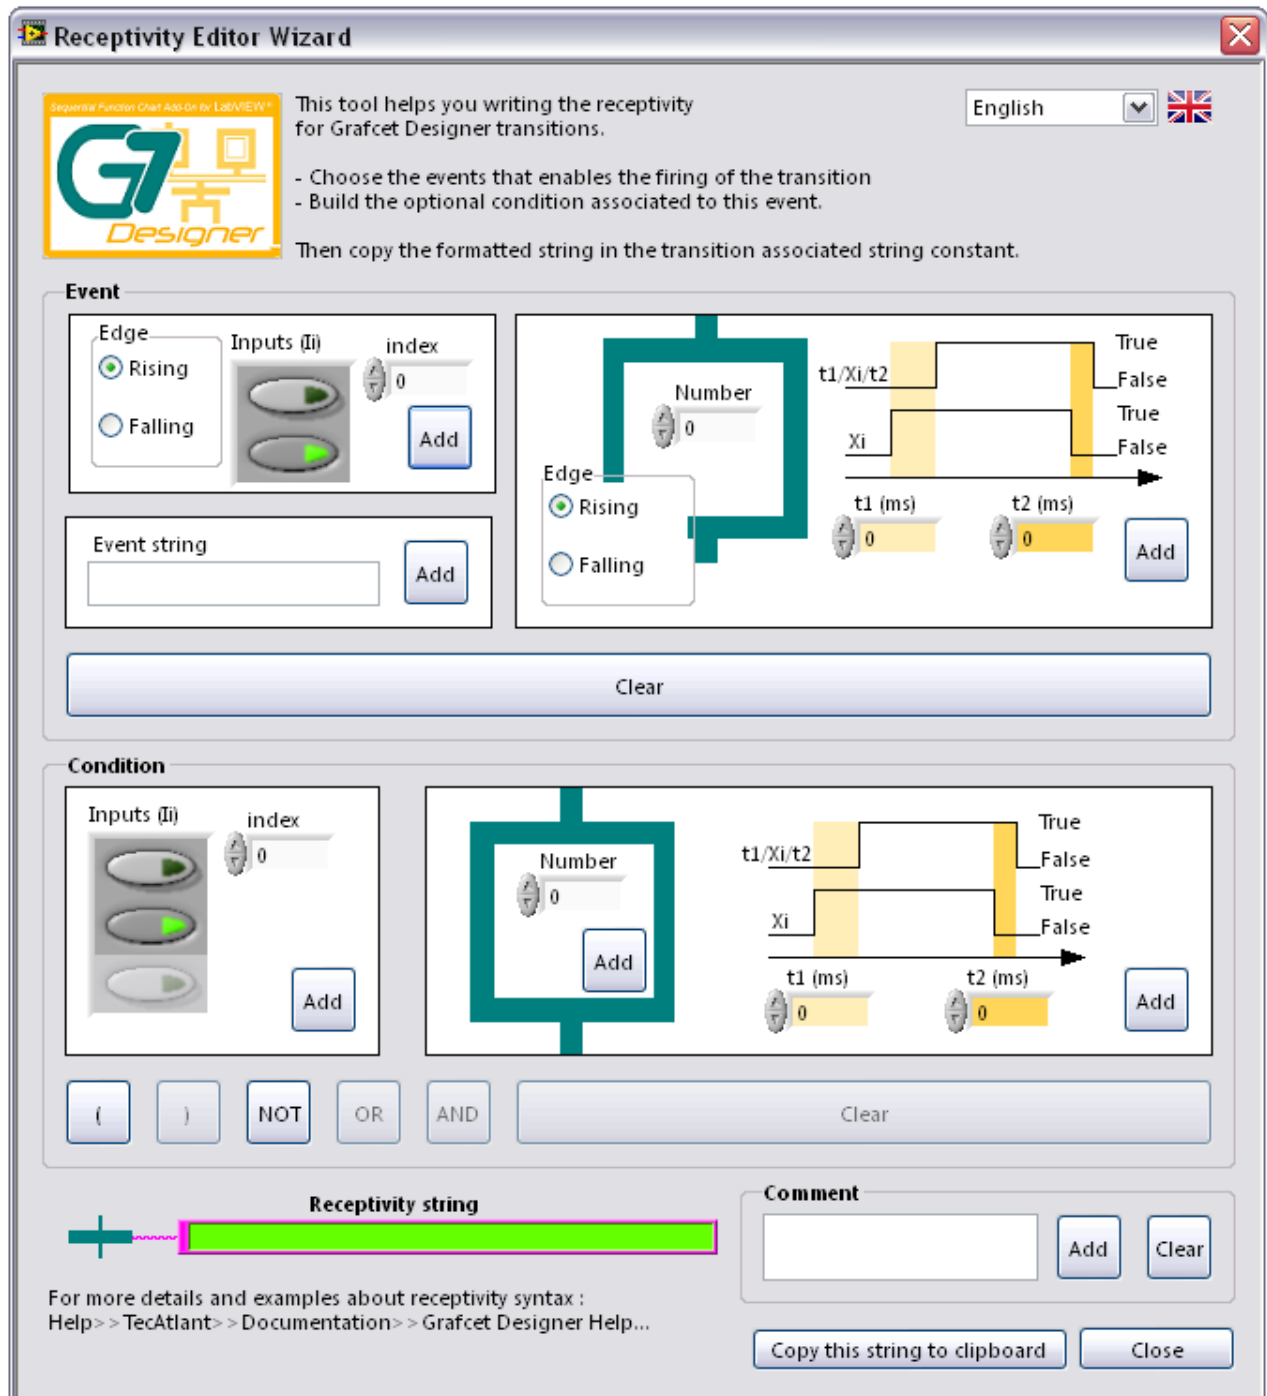 Receptivity Editor Wizard
Sequential Function Chart Add-On for LabVIEW®
G7
Designer
This tool helps you writing the receptivity
for Grafcet Designer transitions.
- Choose the events that enables the firing of the transition
- Build the optional condition associated to this event.
Then copy the formatted string in the transition associated string constant.
English
Event
Edge
Rising
Falling
Inputs (Ii)
index
0
Add
Event string
Add
Number
0
Edge
Rising
Falling
t1/Xi/t2
True
False
Xi
True
False
t1 (ms)
0
t2 (ms)
0
Add
Clear
Condition
Inputs (Ii)
index
0
Add
Number
0
Add
t1/Xi/t2
True
False
Xi
True
False
t1 (ms)
0
t2 (ms)
0
Add
(
)
NOT
OR
AND
Clear
Receptivity string
Comment
Add
Clear
For more details and examples about receptivity syntax :
Help>>TecAtlant>>Documentation>>Grafcet Designer Help...
Copy this string to clipboard
Close